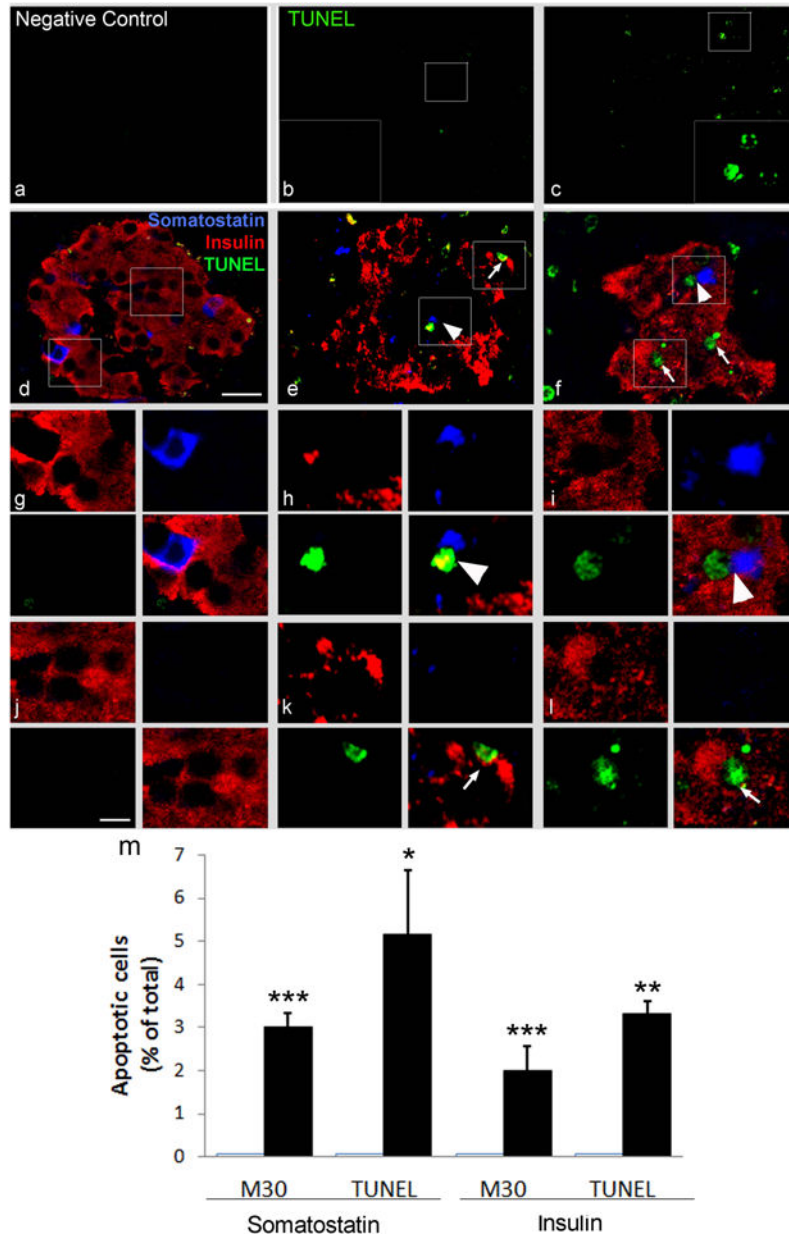 Negative Control
TUNEL
a
b
c
Somatostatin
Insulin
TUNEL
d
e
f
g
h
i
j
k
l
m
Apoptotic cells
(% of total)
7
6
5
4
3
2
1
0
***
*
***
**
M30 TUNEL M30 TUNEL
Somatostatin Insulin